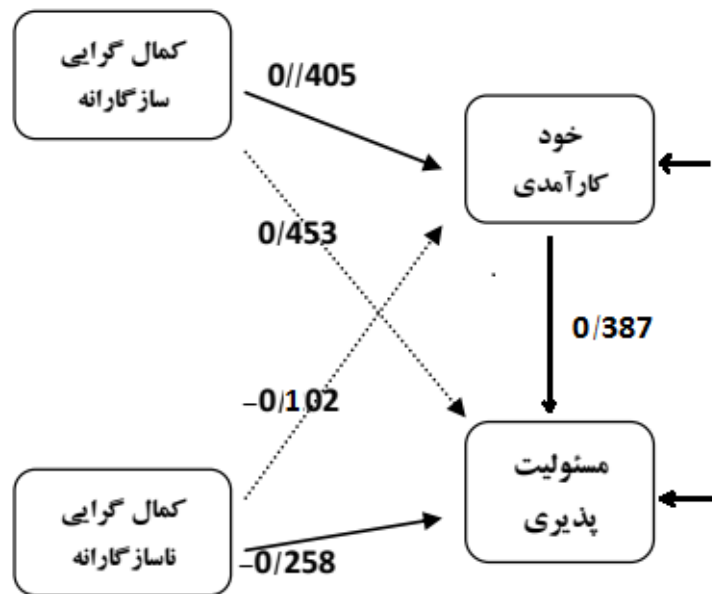 کمال گرایی
سازگارانه
0//405
خود
کارآمدی
0/453
0/387
–0/102
مسئولیت
پذیری
کمال گرایی
ناسازگارانه
–0/258